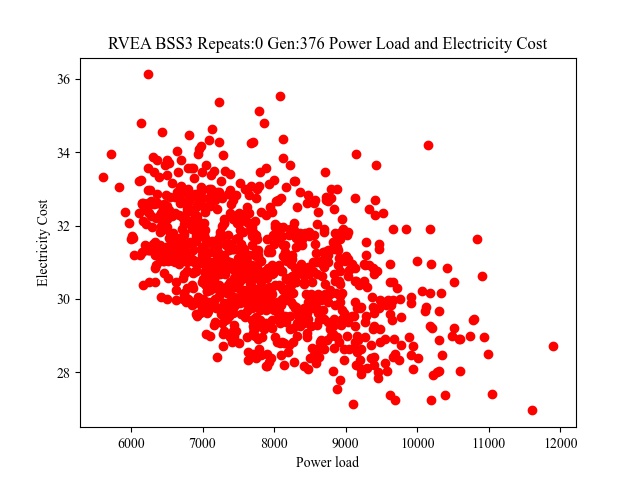 RVEA BSS3 Repeats:0 Gen:376 Power Load and Electricity Cost
36
34
32
30
28
Electricity Cost
6000 7000 8000 9000 10000 11000 12000
Power load